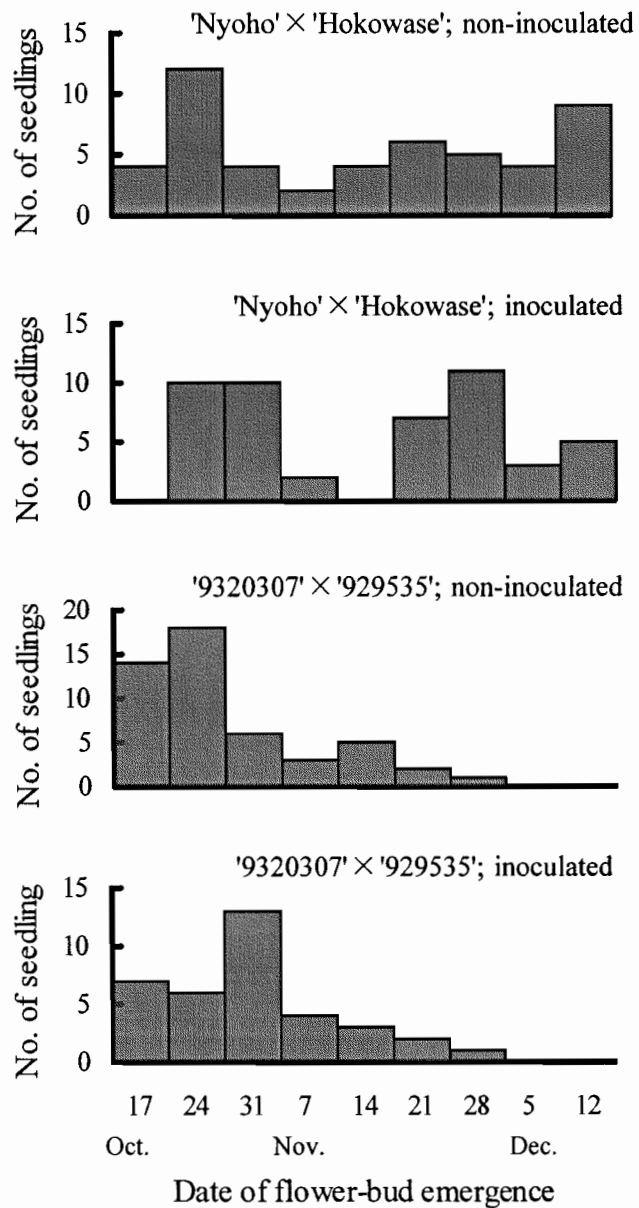 'Nyoho' × 'Hokowase'; non-inoculated
15
10
5
0
No. of seedlings
'Nyoho' × 'Hokowase'; inoculated
15
10
5
0
No. of seedlings
'9320307' × '929535'; non-inoculated
20
15
10
5
0
No. of seedlings
'9320307' × '929535'; inoculated
15
10
5
0
No. of seedling
17 24 31 7 14 21 28 5 12
Oct. Nov. Dec.
Date of flower-bud emergence